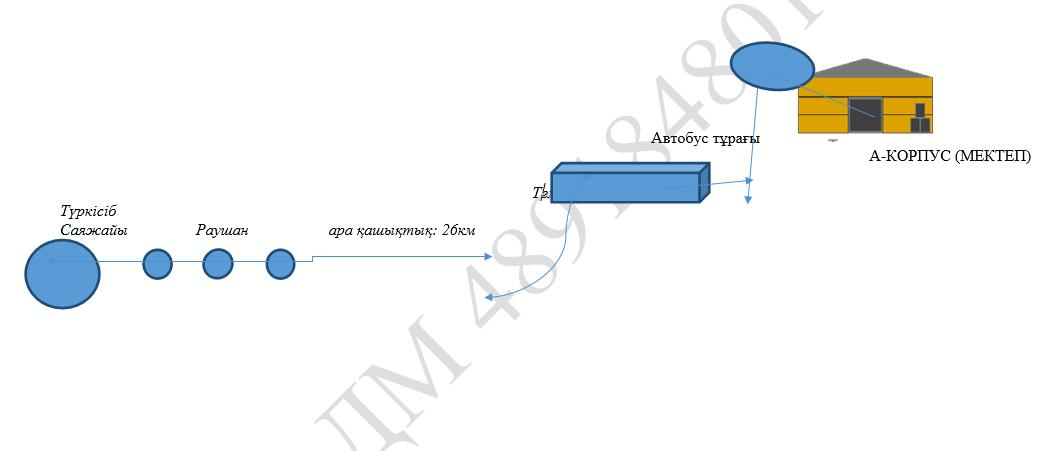 Автобус тұрағы
А-КОРПУС (МЕКТЕП)
Түркісіб
Саяжайы
Раушан
ара қашықтық: 26км